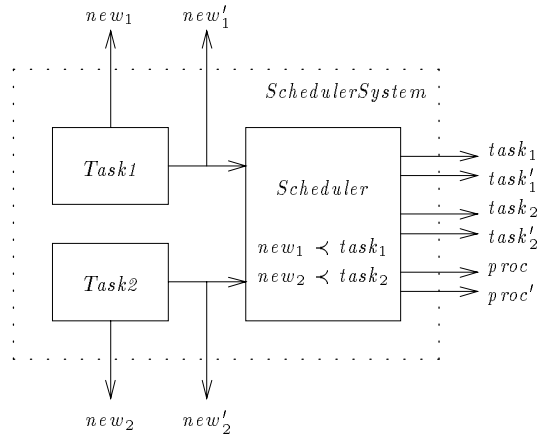 new₁ new′₁
SchedulerSystem
Task1
Scheduler
new₁ ≺ task₁
new₂ ≺ task₂
Task2
task₁
task′₁
task₂
task′₂
proc
proc′
new₂ new′₂